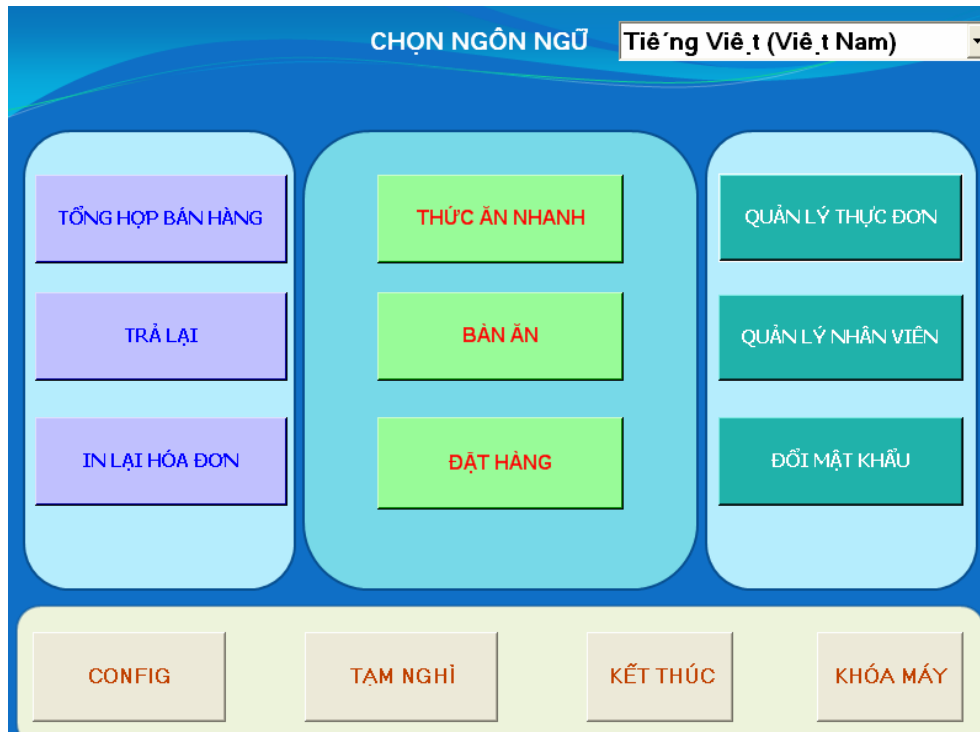 CHỌN NGÔN NGỮ Tiếng Việt (Việt Nam)
TỔNG HỢP BÁN HÀNG THỨC ĂN NHANH QUẢN LÝ THỰC ĐƠN
TRẢ LẠI BÀN ĂN QUẢN LÝ NHÂN VIÊN
IN LẠI HÓA ĐƠN ĐẶT HÀNG ĐỔI MẬT KHẨU
CONFIG TẠM NGHÌ KẾT THÚC KHÓA MÁY